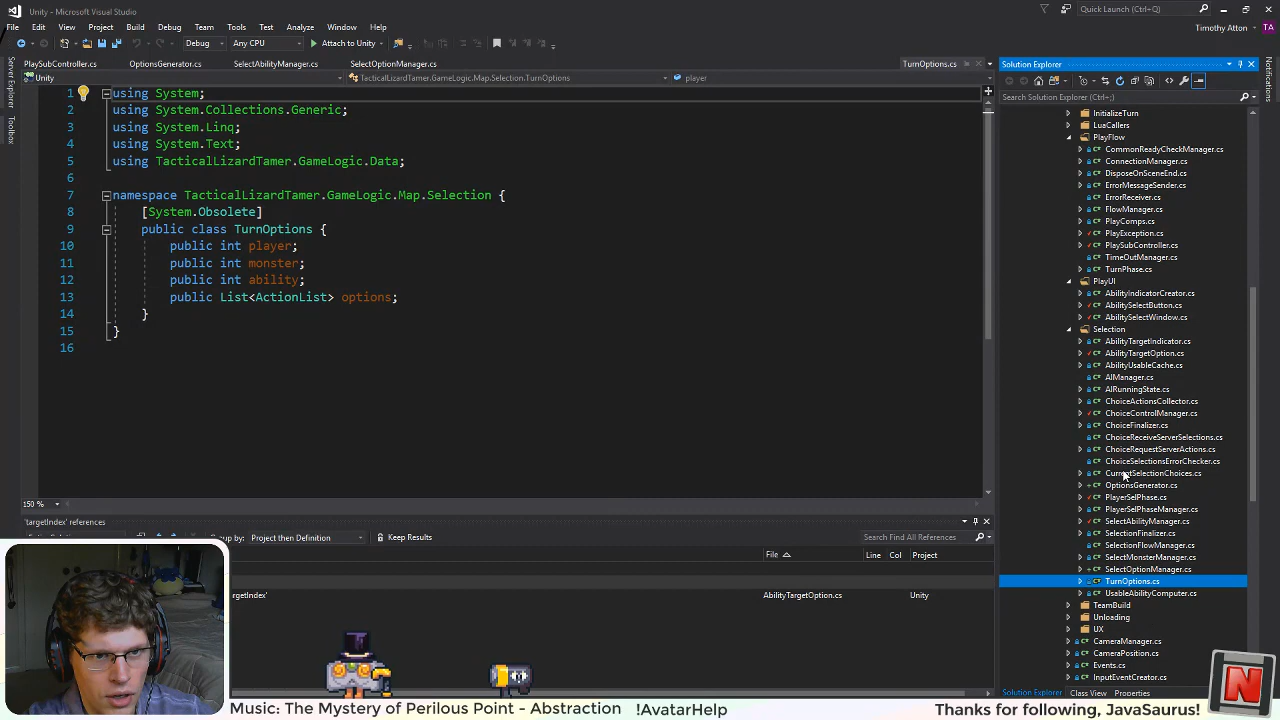 Unity - Microsoft Visual Studio
Quick Launch (Ctrl+Q)
File Edit View Project Build Debug Team Tools Test Analyze Window Help
Timothy Atton TA
Debug Any CPU Attach to Unity
Server Explorer
Toolbox
PlaySubController.cs OptionsGenerator.cs SelectAbilityManager.cs SelectOptionManager.cs TurnOptions.cs
Unity TacticalLizardTamer.GameLogic.Map.Selection.TurnOptions player
1 using System;
2 using System.Collections.Generic;
3 using System.Linq;
4 using System.Text;
5 using TacticalLizardTamer.GameLogic.Data;
6
7 namespace TacticalLizardTamer.GameLogic.Map.Selection {
8 [System.Obsolete]
9 public class TurnOptions {
10 public int player;
11 public int monster;
12 public int ability;
13 public List<ActionList> options;
14 }
15 }
16
150 %
'targetIndex' references
Group by: Project then Definition Keep Results Search Find All References
File Line Col Project
rgetIndex' AbilityTargetOption.cs Unity
Solution Explorer
Search Solution Explorer (Ctrl+;)
InitializeTurn
LuaCallers
PlayFlow
CommonReadyCheckManager.cs
ConnectionManager.cs
DisposeOnSceneEnd.cs
ErrorMessageSender.cs
ErrorReceiver.cs
FlowManager.cs
PlayComps.cs
PlayException.cs
PlaySubController.cs
TimeOutManager.cs
TurnPhase.cs
PlayUI
AbilityIndicatorCreator.cs
AbilitySelectButton.cs
AbilitySelectWindow.cs
Selection
AbilityTargetIndicator.cs
AbilityTargetOption.cs
AbilityUsableCache.cs
AIManager.cs
AIRunningState.cs
ChoiceActionsCollector.cs
ChoiceControlManager.cs
ChoiceFinalizer.cs
ChoiceReceiveServerSelections.cs
ChoiceRequestServerActions.cs
ChoiceSelectionsErrorChecker.cs
CurrentSelectionChoices.cs
OptionsGenerator.cs
PlayerSelPhase.cs
PlayerSelPhaseManager.cs
SelectAbilityManager.cs
SelectionFinalizer.cs
SelectionFlowManager.cs
SelectMonsterManager.cs
SelectOptionManager.cs
TurnOptions.cs
UsableAbilityComputer.cs
TeamBuild
Unloading
UX
CameraManager.cs
CameraPosition.cs
Events.cs
InputEventCreator.cs
Solution Explorer Class View Properties
Notifications
Music: The Mystery of Perilous Point - Abstraction !AvatarHelp Thanks for following, JavaSaurus!
N